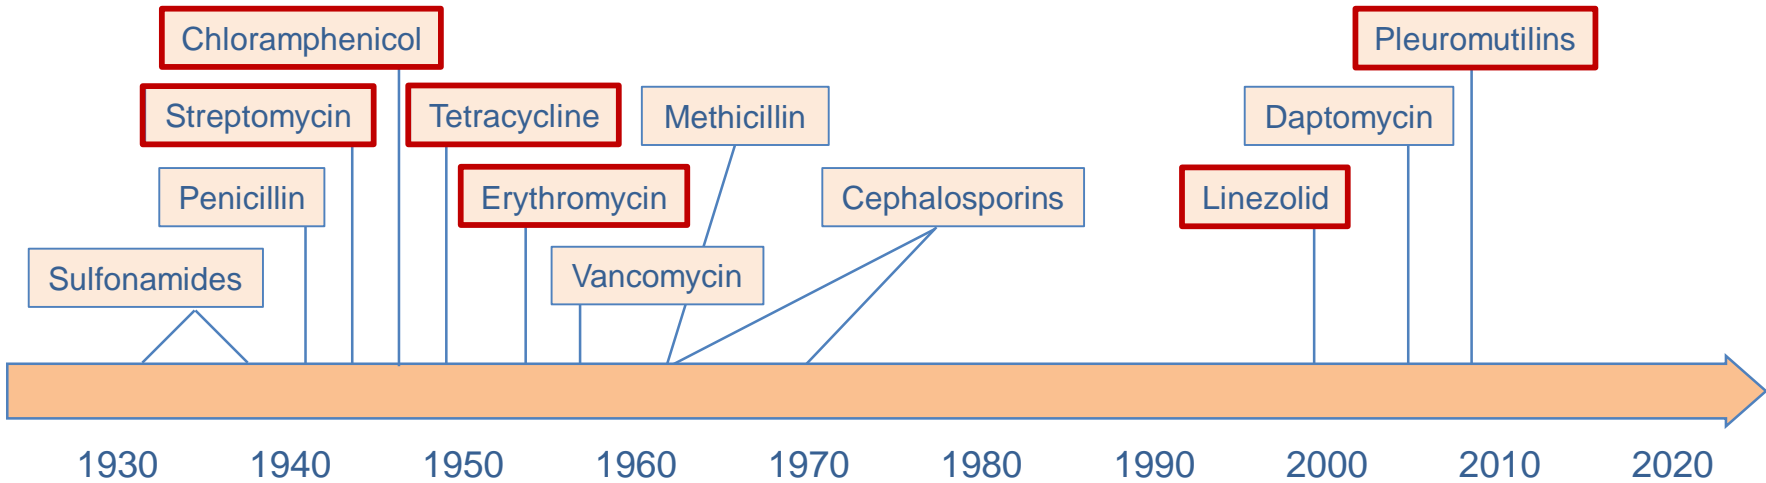 Chloramphenicol
Pleuromutilins
Streptomycin
Tetracycline
Methicillin
Daptomycin
Penicillin
Erythromycin
Cephalosporins
Linezolid
Sulfonamides
Vancomycin
1930 1940 1950 1960 1970 1980 1990 2000 2010 2020